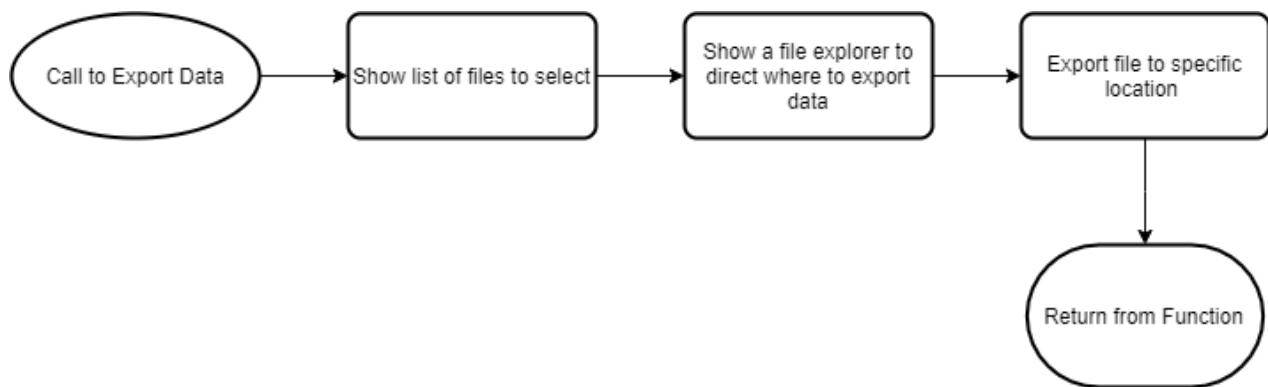 Call to Export Data
Show list of files to select
Show a file explorer to
direct where to export
data
Export file to specific
location
Return from Function